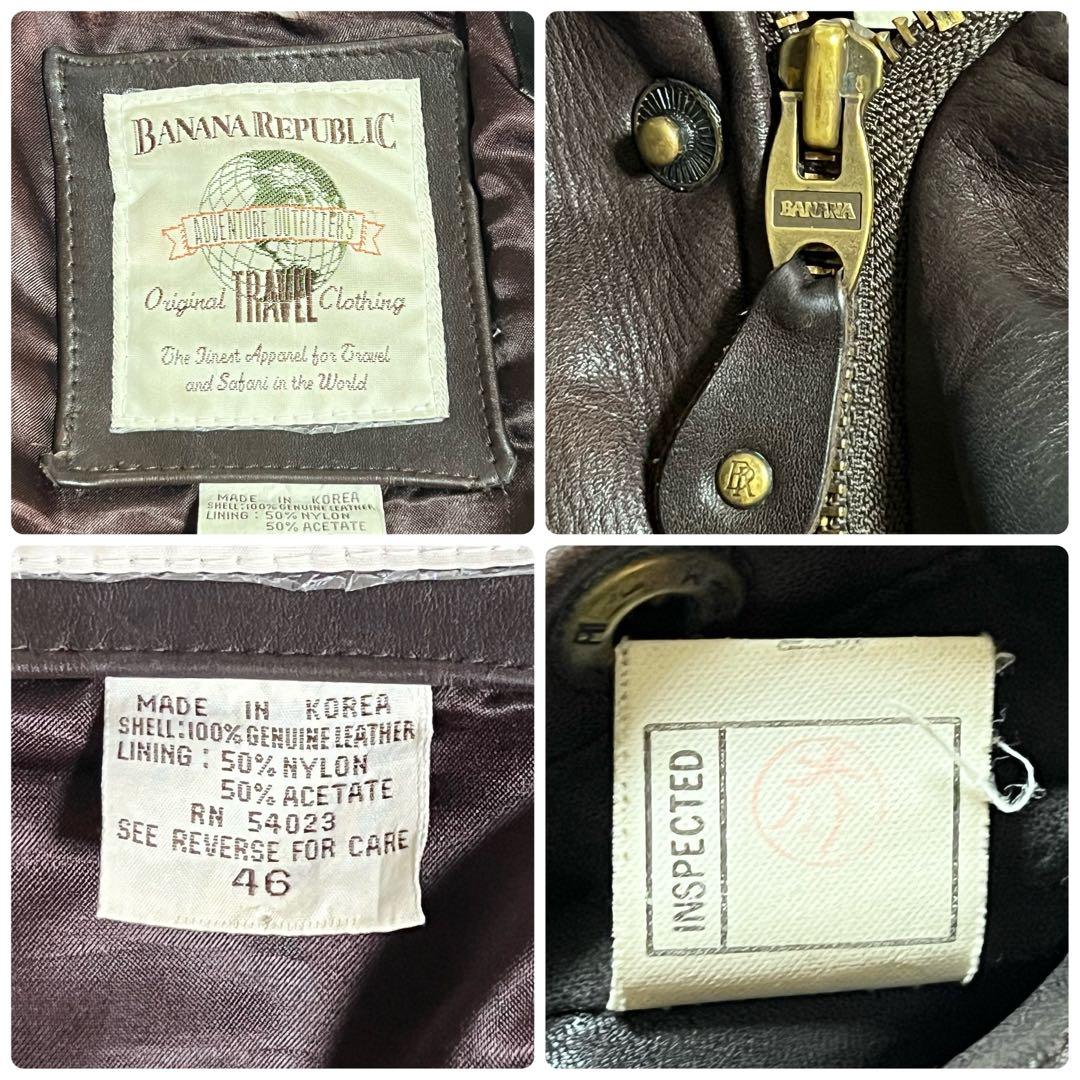 BANANA REPUBLIC
ADVENTURE OUTFITTERS
Original TRAVEL Clothing
The Finest Apparel for Travel
and Safari in the World
MADE IN KOREA
SHELL:100% GENUINE LEATHER
LINING : 50% NYLON
50% ACETATE
BANANA
BR
MADE IN KOREA
SHELL:100% GENUINE LEATHER
LINING : 50% NYLON
50% ACETATE
RN 54023
SEE REVERSE FOR CARE
46
INSPECTED